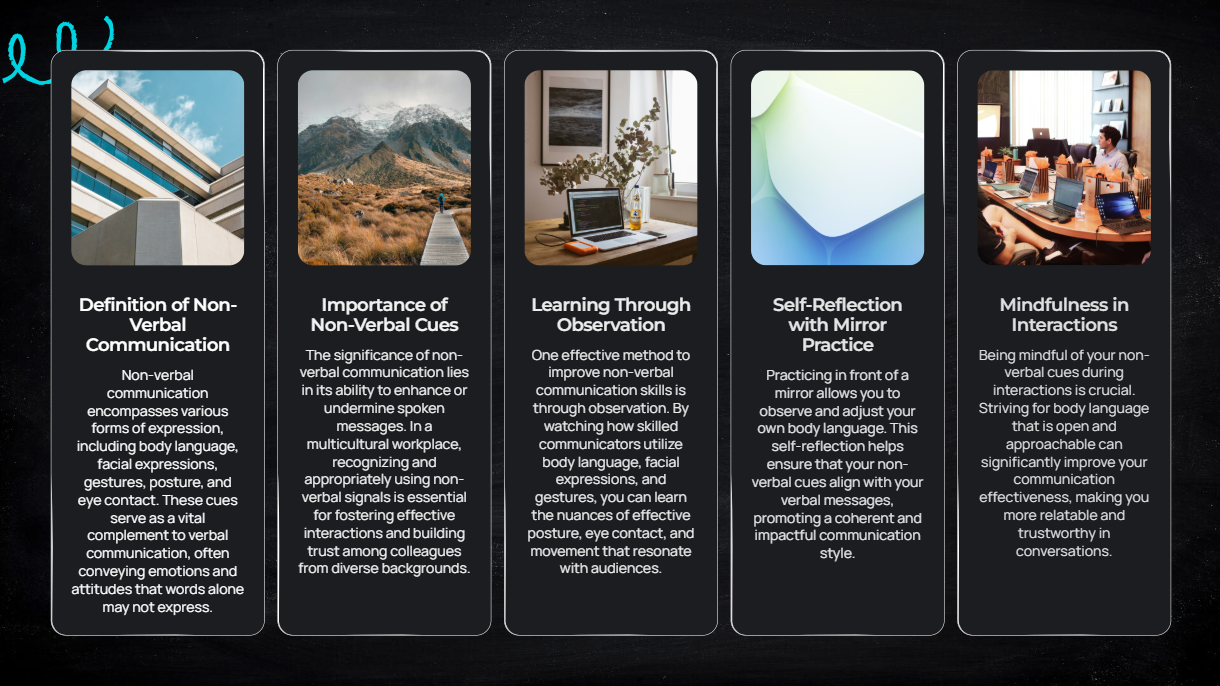 Definition of Non-
Verbal
Communication
Non-verbal
communication
encompasses various
forms of expression,
including body language,
facial expressions,
gestures, posture, and
eye contact. These cues
serve as a vital
complement to verbal
communication, often
conveying emotions and
attitudes that words alone
may not express.
Importance of
Non-Verbal Cues
The significance of non-
verbal communication lies
in its ability to enhance or
undermine spoken
messages. In a
multicultural workplace,
recognizing and
appropriately using non-
verbal signals is essential
for fostering effective
interactions and building
trust among colleagues
from diverse backgrounds.
Learning Through
Observation
One effective method to
improve non-verbal
communication skills is
through observation. By
watching how skilled
communicators utilize
body language, facial
expressions, and
gestures, you can learn
the nuances of effective
posture, eye contact, and
movement that resonate
with audiences.
Self-Reflection
with Mirror
Practice
Practicing in front of a
mirror allows you to
observe and adjust your
own body language. This
self-reflection helps
ensure that your non-
verbal cues align with your
verbal messages,
promoting a coherent and
impactful communication
style.
Mindfulness in
Interactions
Being mindful of your non-
verbal cues during
interactions is crucial.
Striving for body language
that is open and
approachable can
significantly improve your
communication
effectiveness, making you
more relatable and
trustworthy in
conversations.